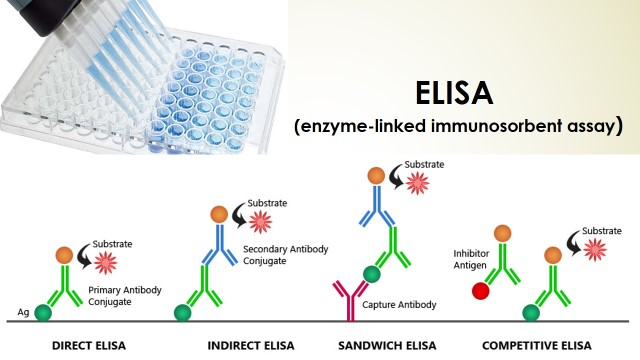 ELISA
(enzyme-linked immunosorbent assay)
Substrate
Substrate
Secondary Antibody
Conjugate
Substrate
Primary Antibody
Conjugate
Ag
Capture Antibody
Inhibitor
Antigen
Substrate
DIRECT ELISA
INDIRECT ELISA
SANDWICH ELISA
COMPETITIVE ELISA